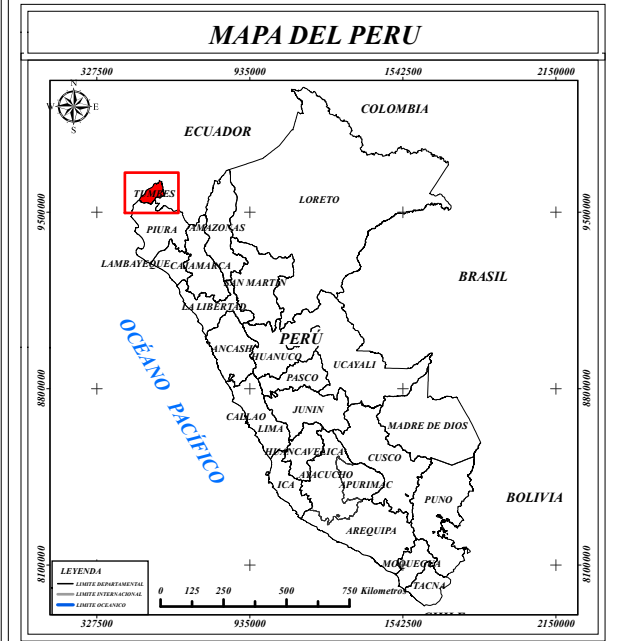 MAPA DEL PERU
327500 935000 1542500 2150000
N
W E
S
COLOMBIA
ECUADOR
LORETO
TUMBES
9500000 9500000
PIURA AMAZONAS
LAMBAYEQUE CAJAMARCA
SAN MARTIN
BRASIL
LA LIBERTAD
OCÉANO PACÍFICO
PERÚ
ANCASH
HUANUCO
UCAYALI
PASCO
8800000 8800000
CALLAO
JUNIN
LIMA
MADRE DE DIOS
HUANCAVELICA
CUSCO
AYACUCHO
ICA
APURIMAC
PUNO
BOLIVIA
AREQUIPA
MOQUEGUA
8100000 8100000
TACNA
LEYENDA
LIMITE DEPARTAMENTAL
LIMITE INTERNACIONAL
LIMITE OCEANICO
0 125 250 500 750 Kilometros
327500 935000 1542500 2150000